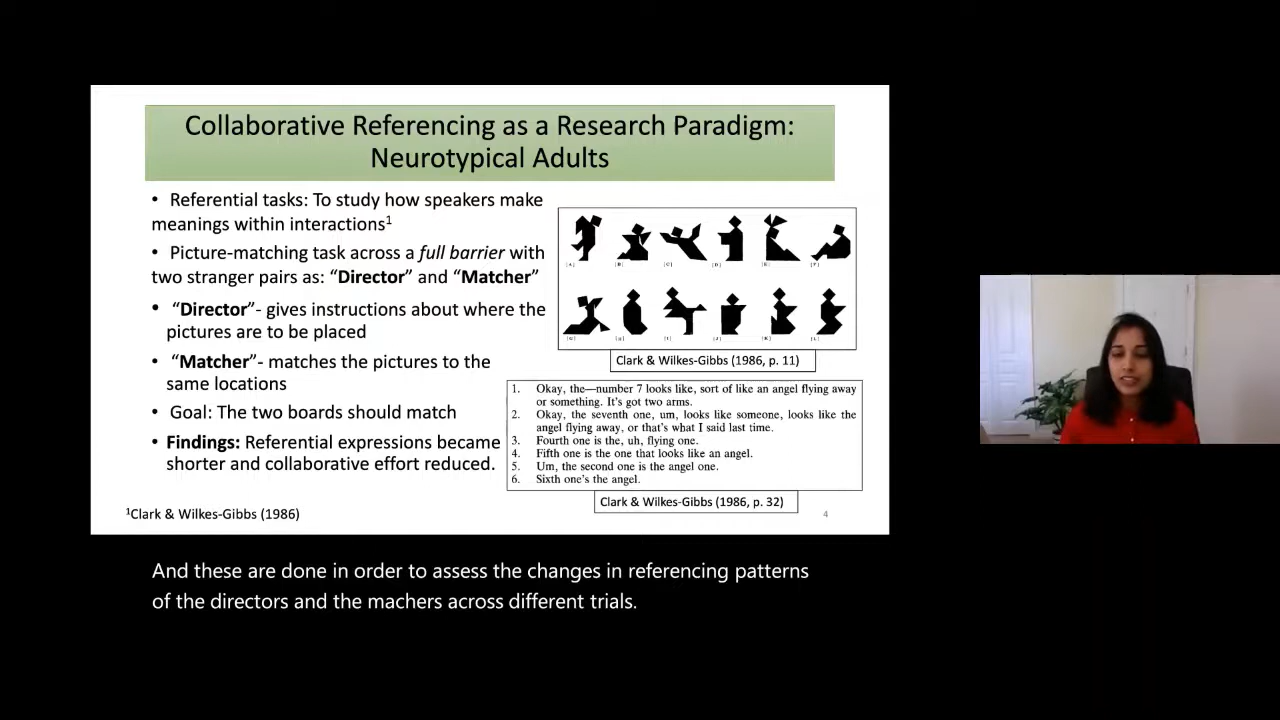 Collaborative Referencing as a Research Paradigm:
Neurotypical Adults
• Referential tasks: To study how speakers make
meanings within interactions¹
• Picture-matching task across a full barrier with
two stranger pairs as: “Director” and “Matcher”
• “Director”- gives instructions about where the
pictures are to be placed
• “Matcher”- matches the pictures to the
same locations
• Goal: The two boards should match
• Findings: Referential expressions became
shorter and collaborative effort reduced.
¹Clark & Wilkes-Gibbs (1986)
[A] [B] [C] [D] [E] [F]
[G] [H] [I] [J] [K] [L]
Clark & Wilkes-Gibbs (1986, p. 11)
1. Okay, the—number 7 looks like, sort of like an angel flying away
or something. It's got two arms.
2. Okay, the seventh one, um, looks like someone, looks like the
angel flying away, or that's what I said last time.
3. Fourth one is the, uh, flying one.
4. Fifth one is the one that looks like an angel.
5. Um, the second one is the angel one.
6. Sixth one's the angel.
Clark & Wilkes-Gibbs (1986, p. 32)
4
And these are done in order to assess the changes in referencing patterns
of the directors and the machers across different trials.